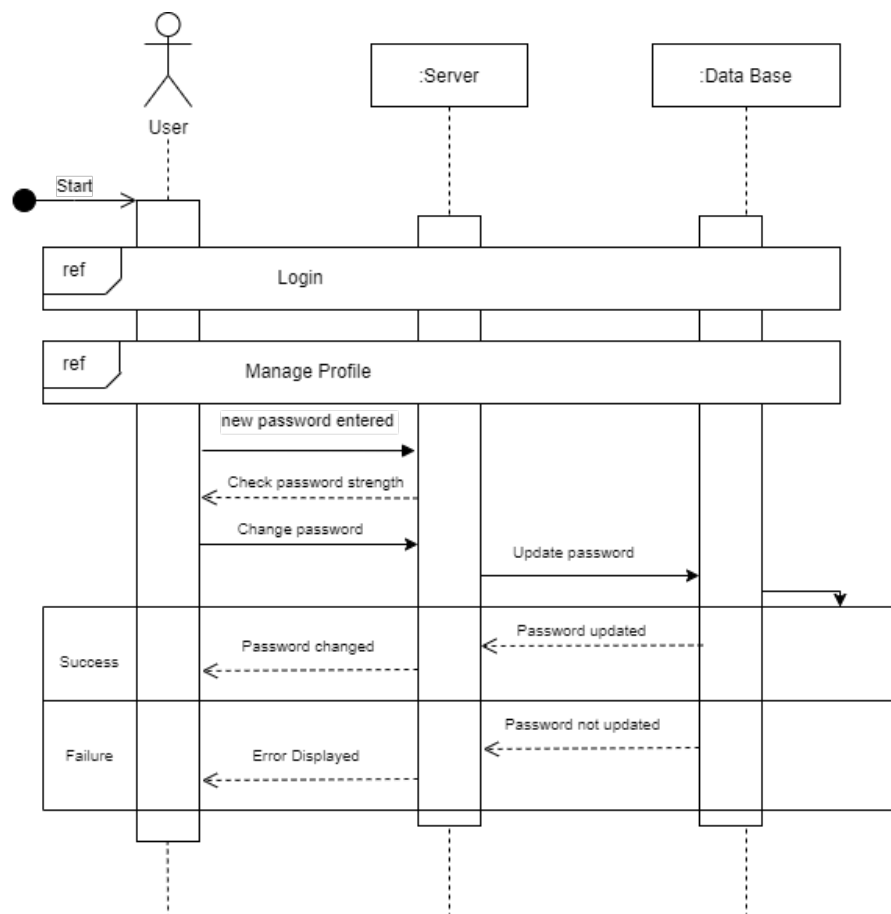 :Server
:Data Base
User
Start
ref
Login
ref
Manage Profile
new password entered
Check password strength
Change password
Update password
Password updated
Password changed
Success
Password not updated
Failure
Error Displayed